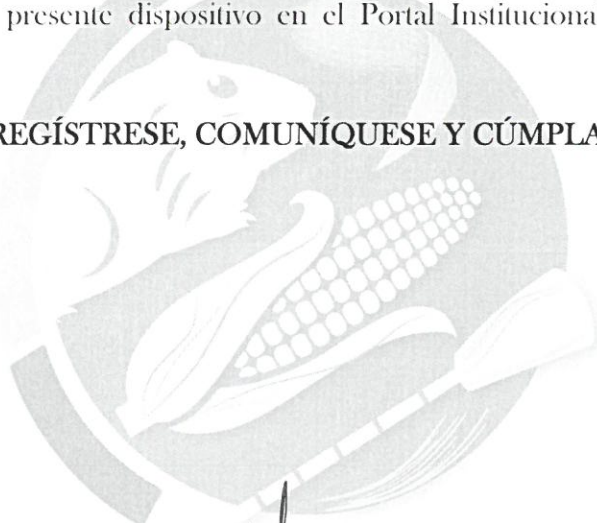 presente dispositivo en el Portal Instituciona
REGÍSTRESE, COMUNÍQUESE Y CÚMPLA